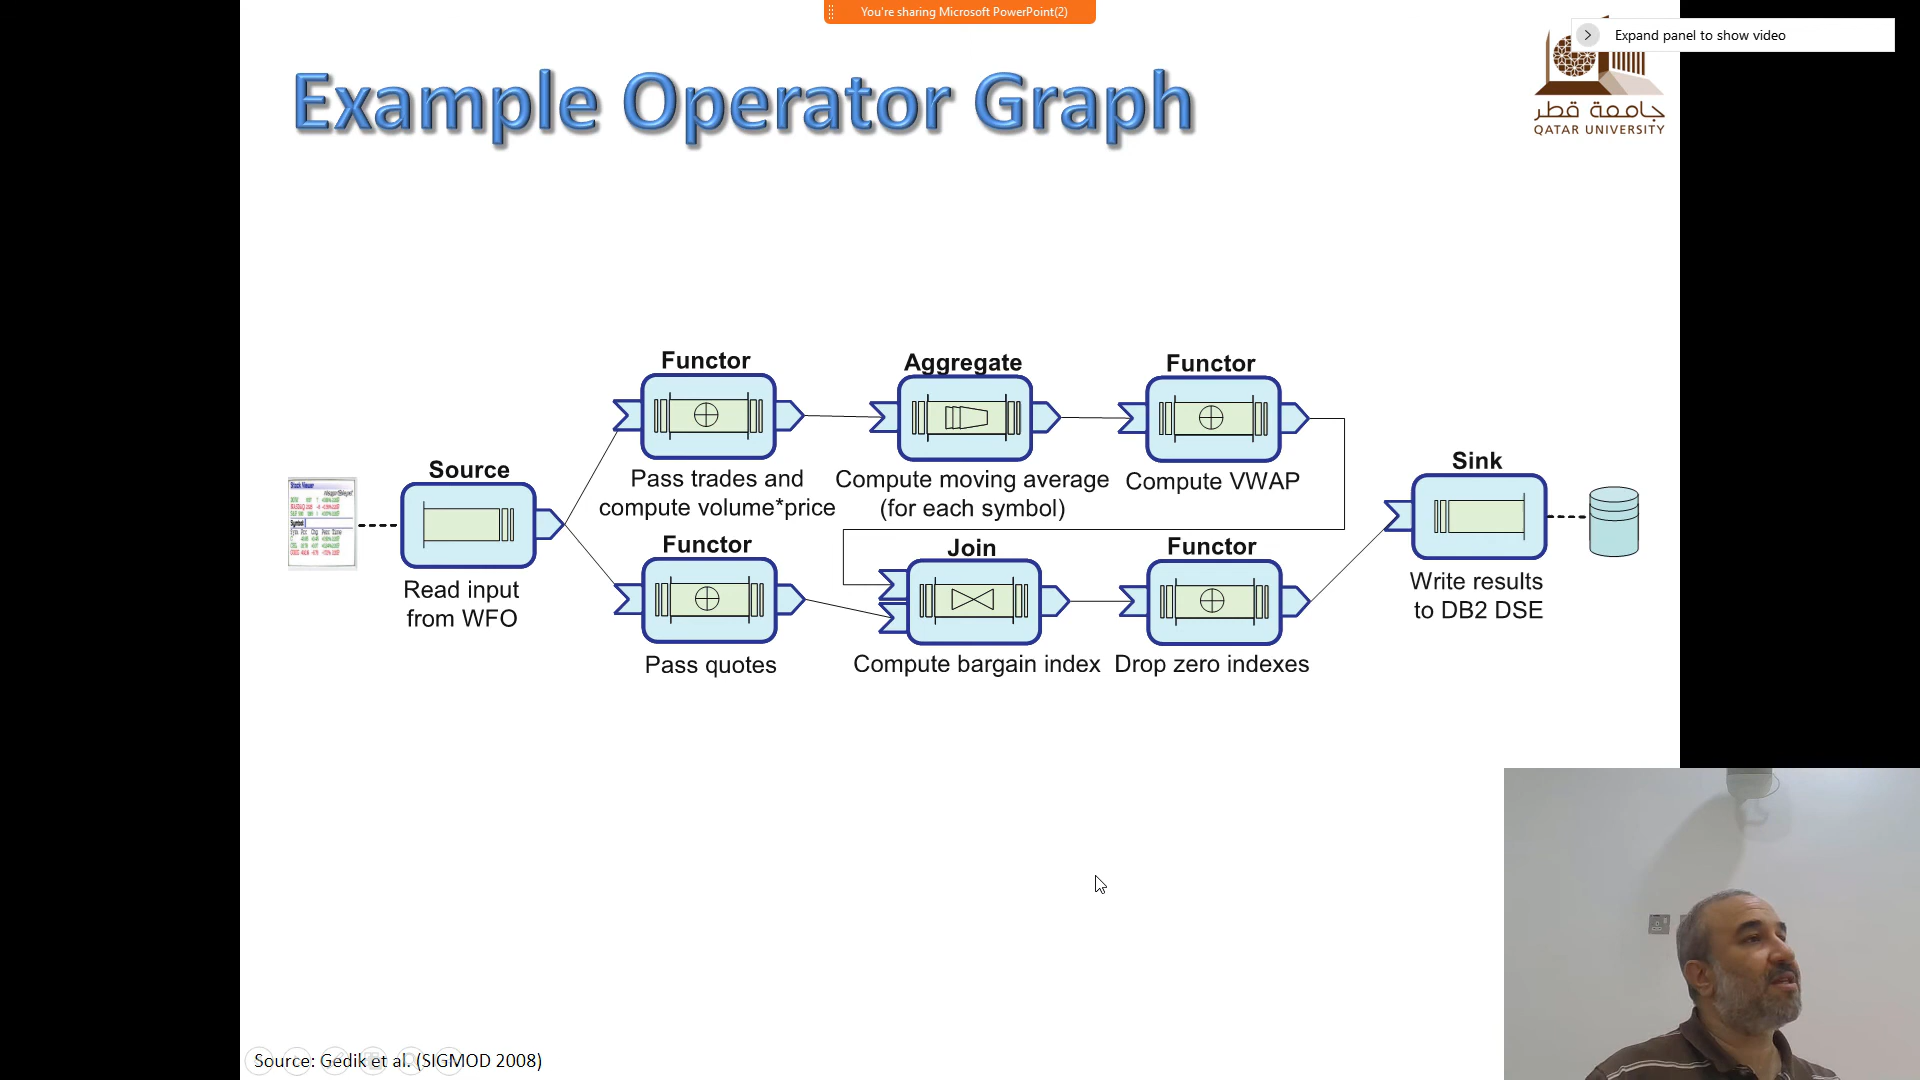 You're sharing Microsoft PowerPoint(2)
Expand panel to show video
Example Operator Graph
جامعة قطر
QATAR UNIVERSITY
Functor
Aggregate
Functor
Pass trades and
compute volume*price
Compute moving average
(for each symbol)
Compute VWAP
Source
Read input
from WFO
Sink
Write results
to DB2 DSE
Functor
Join
Functor
Pass quotes
Compute bargain index
Drop zero indexes
Stock Viewer
Symbol
Source: Gedik et al. (SIGMOD 2008)